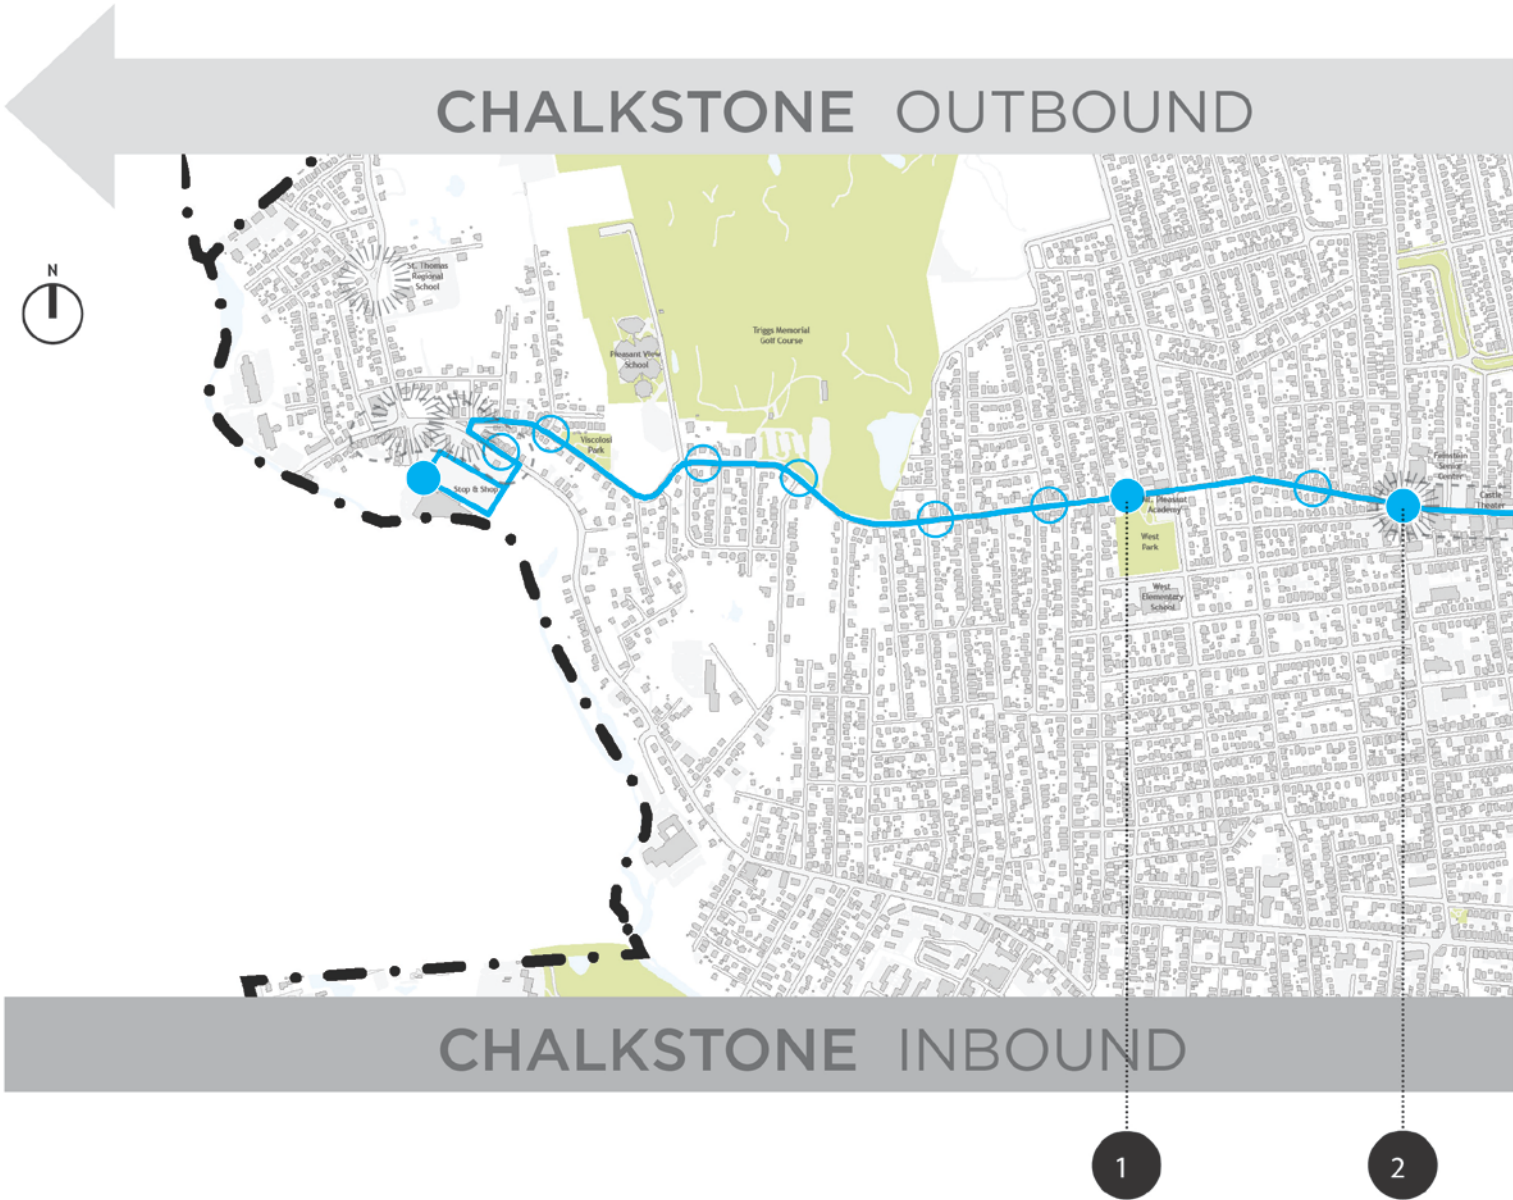 CHALKSTONE OUTBOUND
N
St. Thomas
Regional
School
Triggs Memorial
Golf Course
Pleasant View
School
Viscolosi
Park
Stop & Shop
Feinstein
Senior
Center
Castle
Theater
Mt. Pleasant
Academy
West
Park
West
Elementary
School
CHALKSTONE INBOUND
1
2